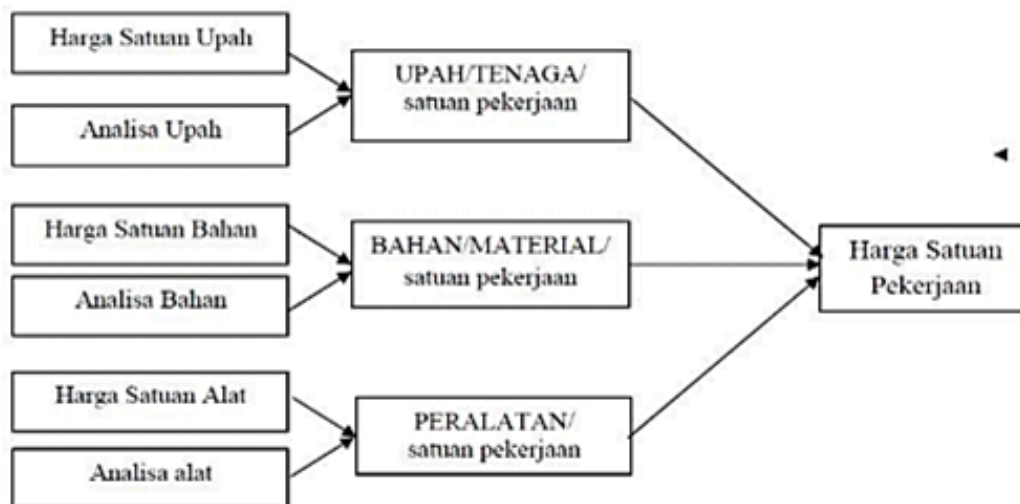 Harga Satuan Upah
Analisa Upah
UPAH/TENAGA/
satuan pekerjaan
Harga Satuan Bahan
Analisa Bahan
BAHAN/MATERIAL/
satuan pekerjaan
Harga Satuan Alat
Analisa alat
PERALATAN/
satuan pekerjaan
Harga Satuan
Pekerjaan